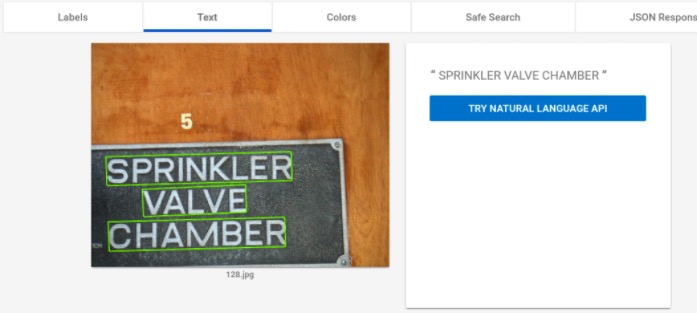 Labels Text Colors Safe Search JSON Respons
" SPRINKLER VALVE CHAMBER "
TRY NATURAL LANGUAGE API
5
SPRINKLER
VALVE
CHAMBER
128.jpg